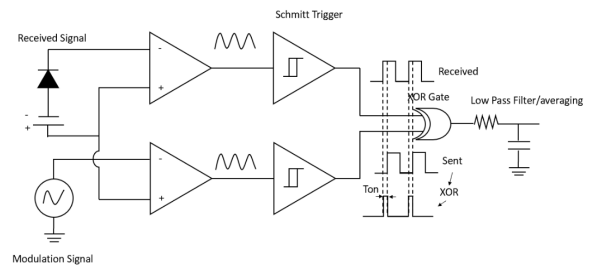 Schmitt Trigger
Received Signal
-
+
-
+
Received
XOR Gate
Low Pass Filter/averaging
-
+
Sent
Ton
XOR
Modulation Signal